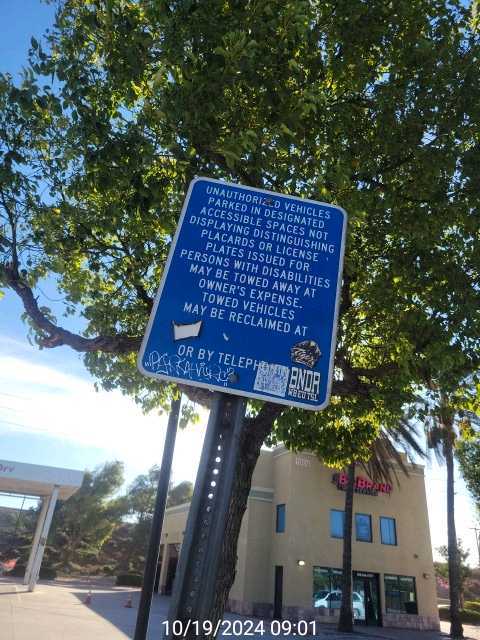 UNAUTHORIZED VEHICLES
PARKED IN DESIGNATED
ACCESSIBLE SPACES NOT
DISPLAYING DISTINGUISHING
PLACARDS OR LICENSE
PLATES ISSUED FOR
PERSONS WITH DISABILITIES
MAY BE TOWED AWAY AT
OWNER'S EXPENSE.
TOWED VEHICLES
MAY BE RECLAIMED AT
OR BY TELEPH
BNDR
10/19/2024 09:01